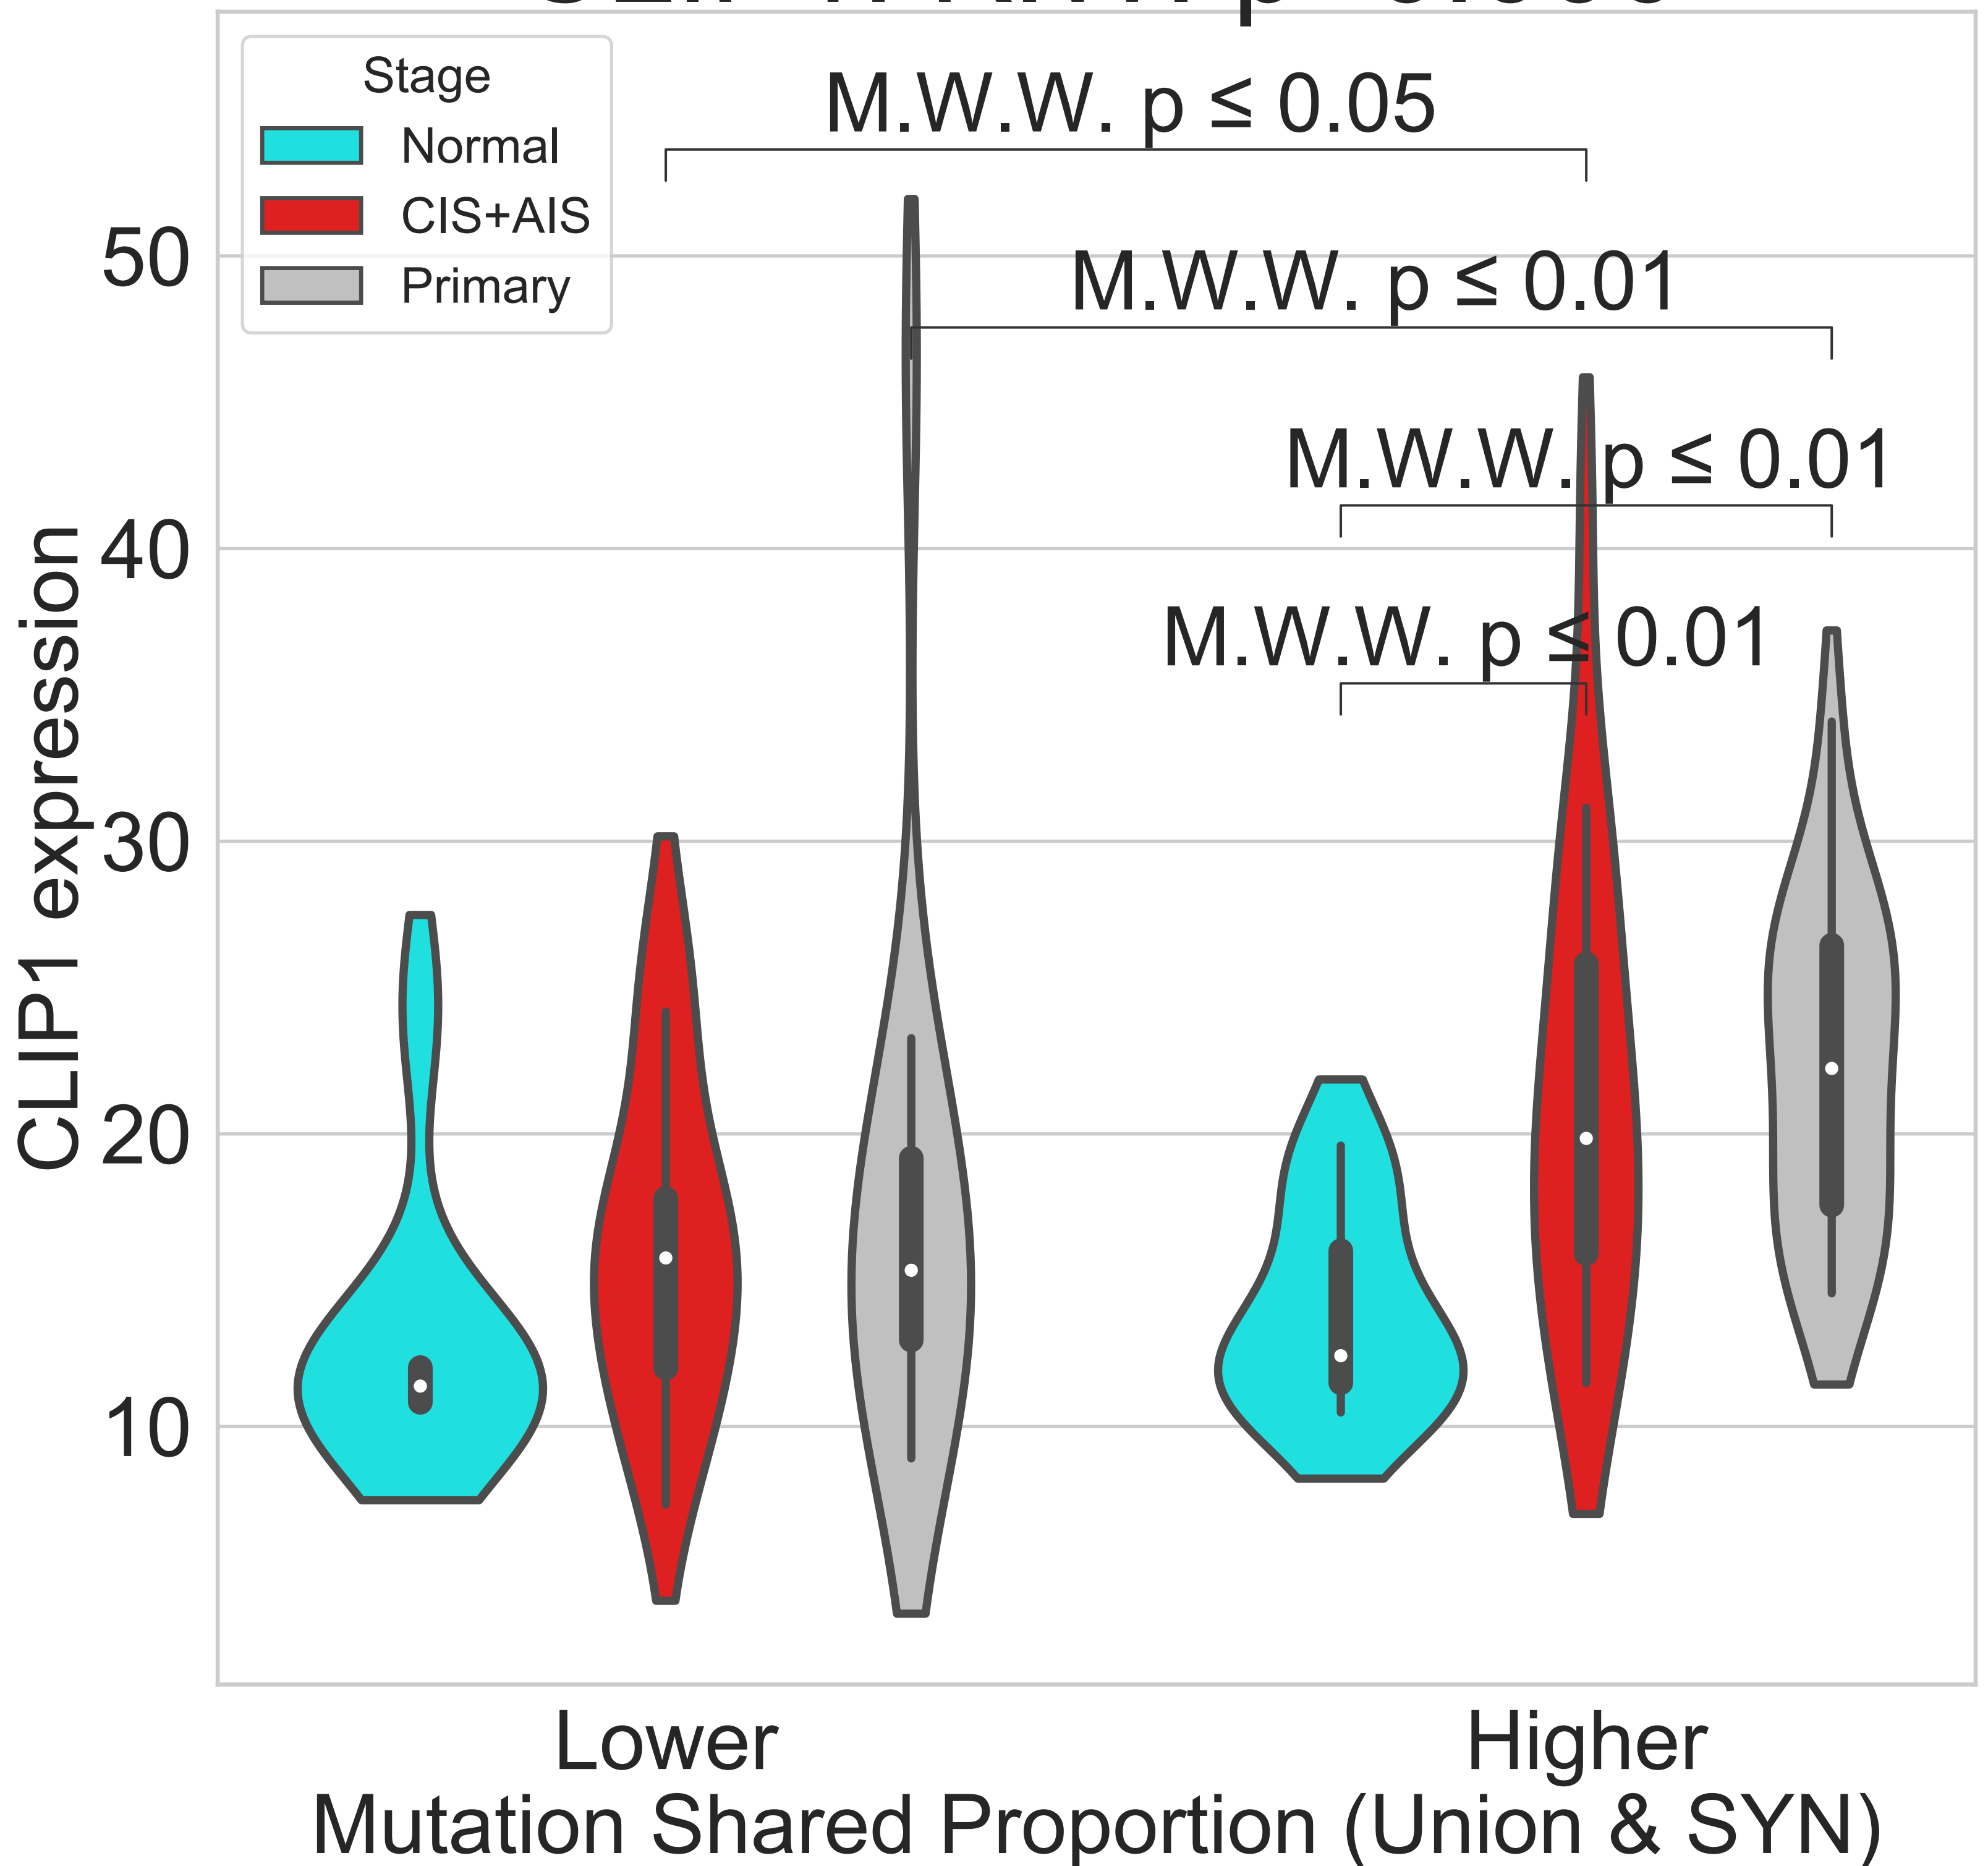 Stage
Normal
CIS+AIS
Primary
M.W.W. p ≤ 0.05
M.W.W. p ≤ 0.01
M.W.W. p ≤ 0.01
M.W.W. p ≤ 0.01
CLIP1 expression
50
40
30
20
10
Lower
Higher
Mutation Shared Proportion (Union & SYN)